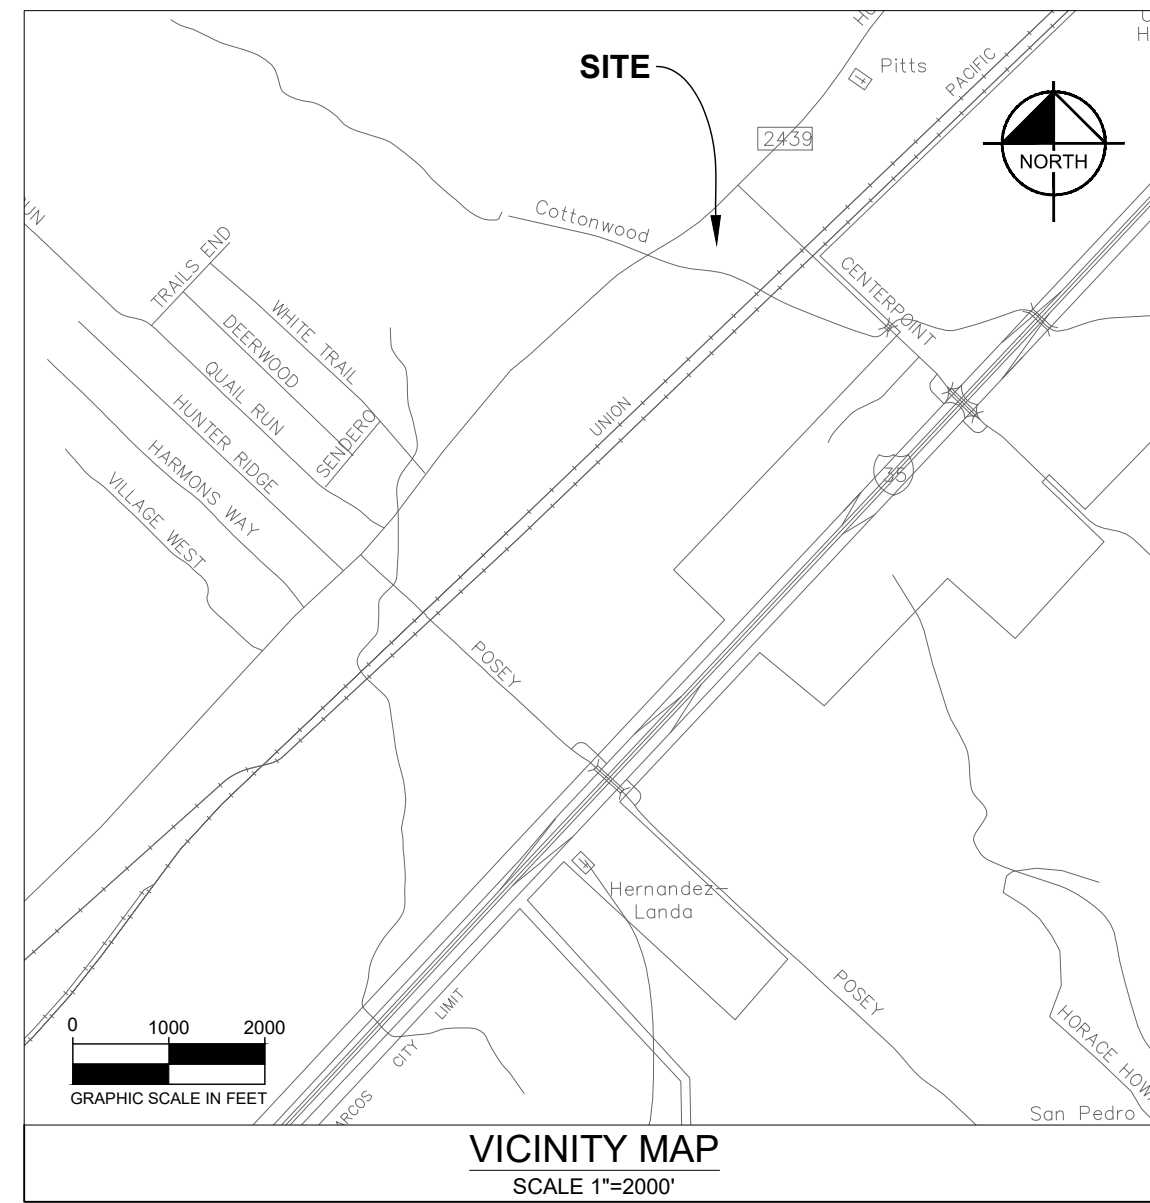 SITE
Pitts
PACIFIC
2439
NORTH
Cottonwood
TRAILS END
WHITE TRAIL
CENTERPOINT
DEERWOOD
QUAIL RUN
UNION
HUNTER RIDGE
SENDERO
HARMONS WAY
35
VILLAGE WEST
POSEY
Hernandez-
Landa
POSEY
LIMIT
CITY
0 1000 2000
GRAPHIC SCALE IN FEET
San Pedro
HORACE
VICINITY MAP
SCALE 1"=2000'